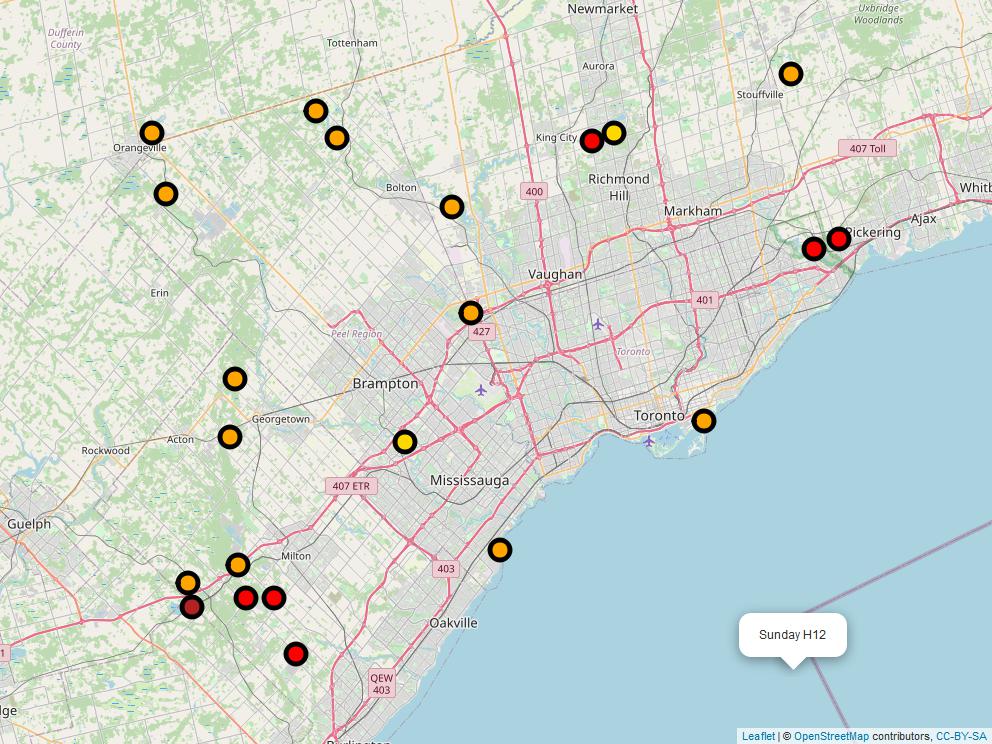 Newmarket
Uxbridge
Woodlands
Dufferin
County
Tottenham
Aurora
Stouffville
King City
Orangeville
407 Toll
Bolton
400
Richmond
Hill
Whitb
Markham
Ajax
Pickering
Vaughan
Erin
401
427
Peel Region
Toronto
Brampton
Georgetown
Toronto
Acton
Rockwood
Mississauga
407 ETR
Guelph
Milton
403
Oakville
Sunday H12
1
QEW
403
dge
Burlington
Leaflet | © OpenStreetMap contributors, CC-BY-SA